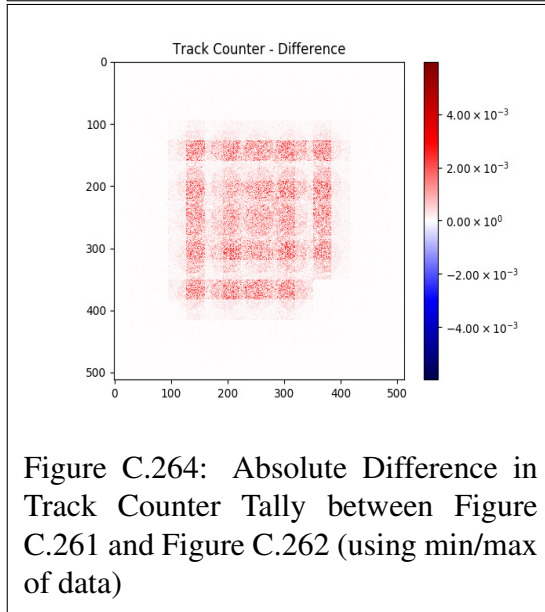 Track Counter - Difference
0
100
200
300
400
500
0 100 200 300 400 500
4.00 × 10⁻³
2.00 × 10⁻³
0.00 × 10⁰
−2.00 × 10⁻³
−4.00 × 10⁻³
Figure C.264: Absolute Difference in
Track Counter Tally between Figure
C.261 and Figure C.262 (using min/max
of data)